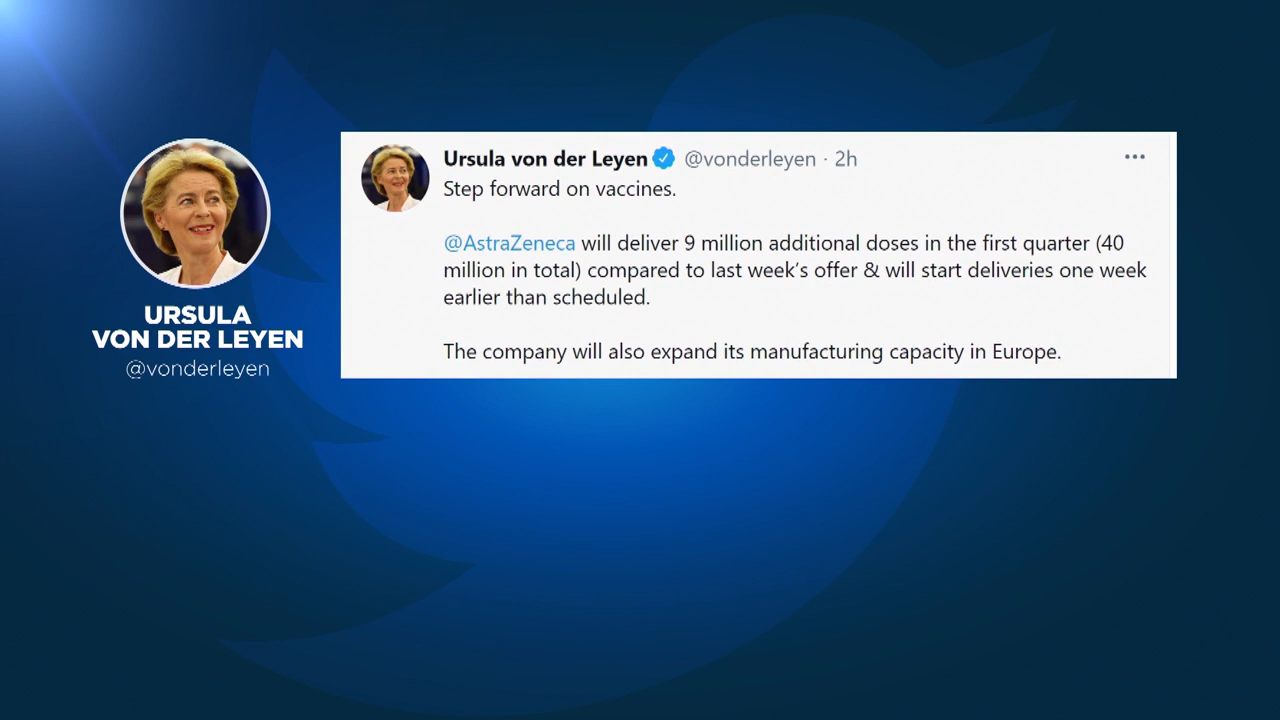 URSULA
VON DER LEYEN
@vonderleyen
Ursula von der Leyen @vonderleyen · 2h
Step forward on vaccines.
@AstraZeneca will deliver 9 million additional doses in the first quarter (40
million in total) compared to last week’s offer & will start deliveries one week
earlier than scheduled.
The company will also expand its manufacturing capacity in Europe.